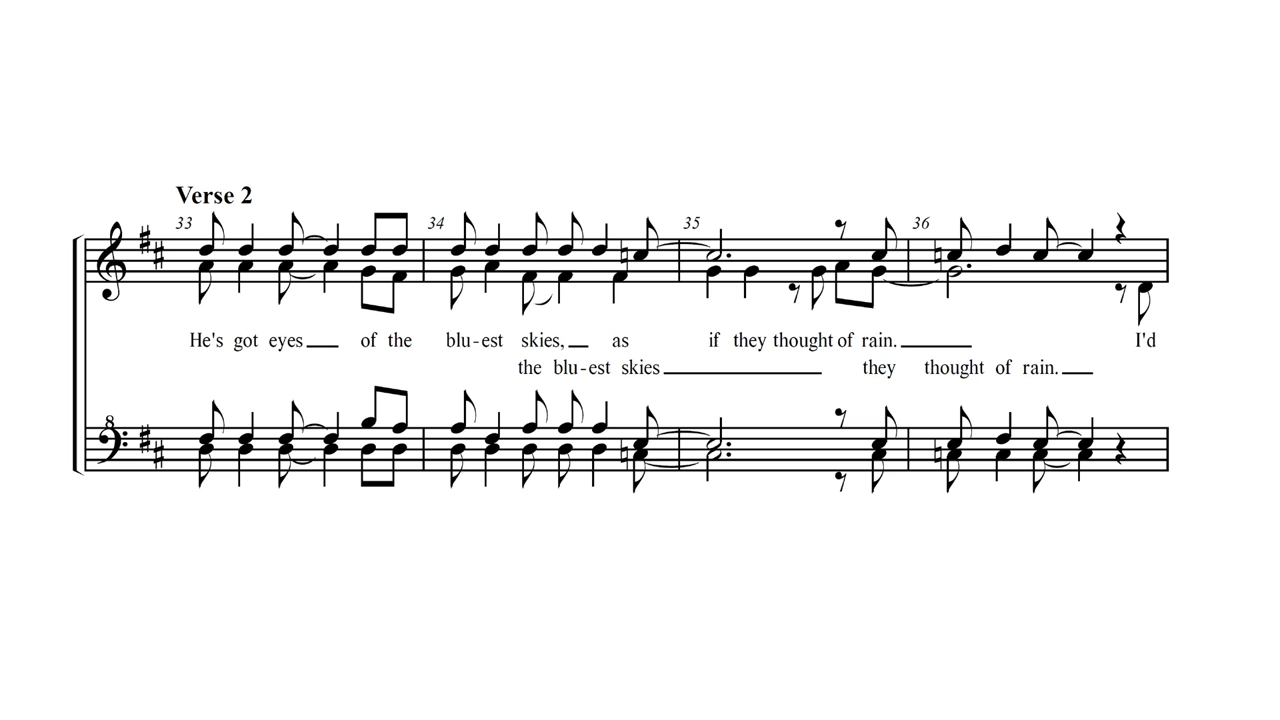 Verse 2
33 34 35 36
He's got eyes of the blu-est skies, as if they thought of rain. I'd
the blu-est skies they thought of rain.
8